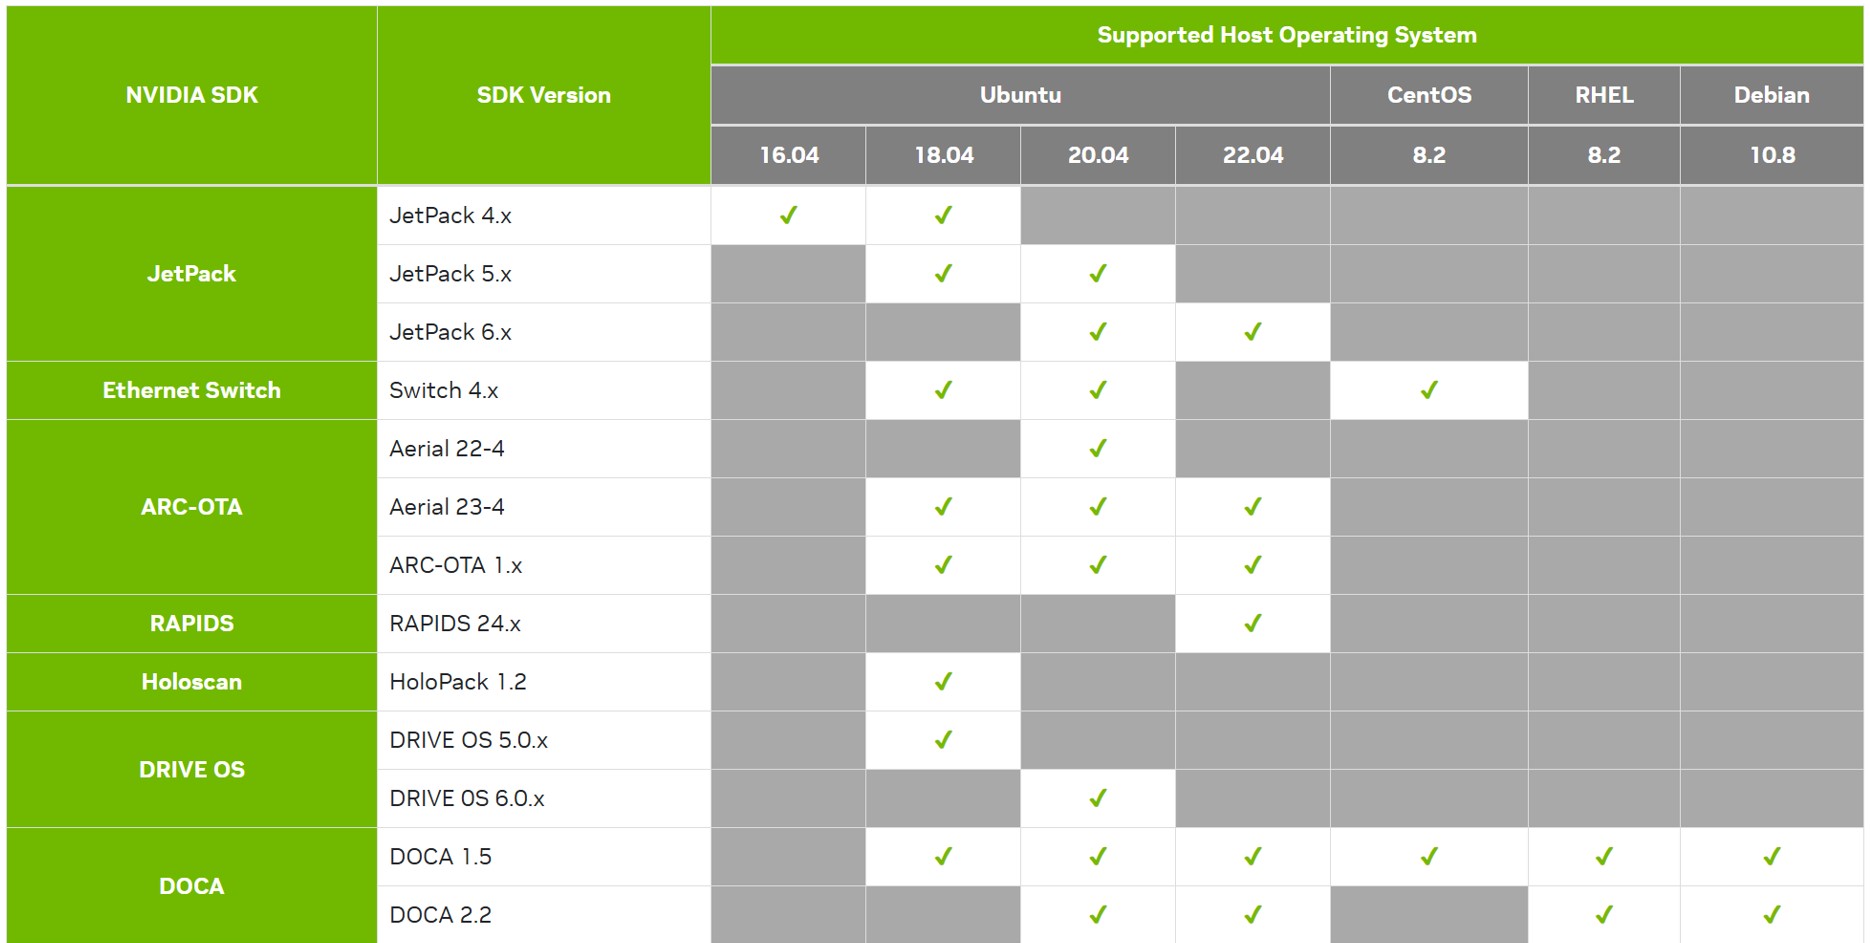 NVIDIA SDK SDK Version Supported Host Operating System
Ubuntu CentOS RHEL Debian
16.04 18.04 20.04 22.04 8.2 8.2 10.8
JetPack
JetPack 4.x ✓ ✓
JetPack 5.x ✓ ✓
JetPack 6.x ✓ ✓
Ethernet Switch Switch 4.x ✓ ✓ ✓
ARC-OTA
Aerial 22-4 ✓
Aerial 23-4 ✓ ✓ ✓
ARC-OTA 1.x ✓ ✓ ✓
RAPIDS RAPIDS 24.x ✓
Holoscan HoloPack 1.2 ✓
DRIVE OS
DRIVE OS 5.0.x ✓
DRIVE 0S 6.0.x ✓
DOCA
DOCA 1.5 ✓ ✓ ✓ ✓ ✓ ✓
DOCA 2.2 ✓ ✓ ✓ ✓